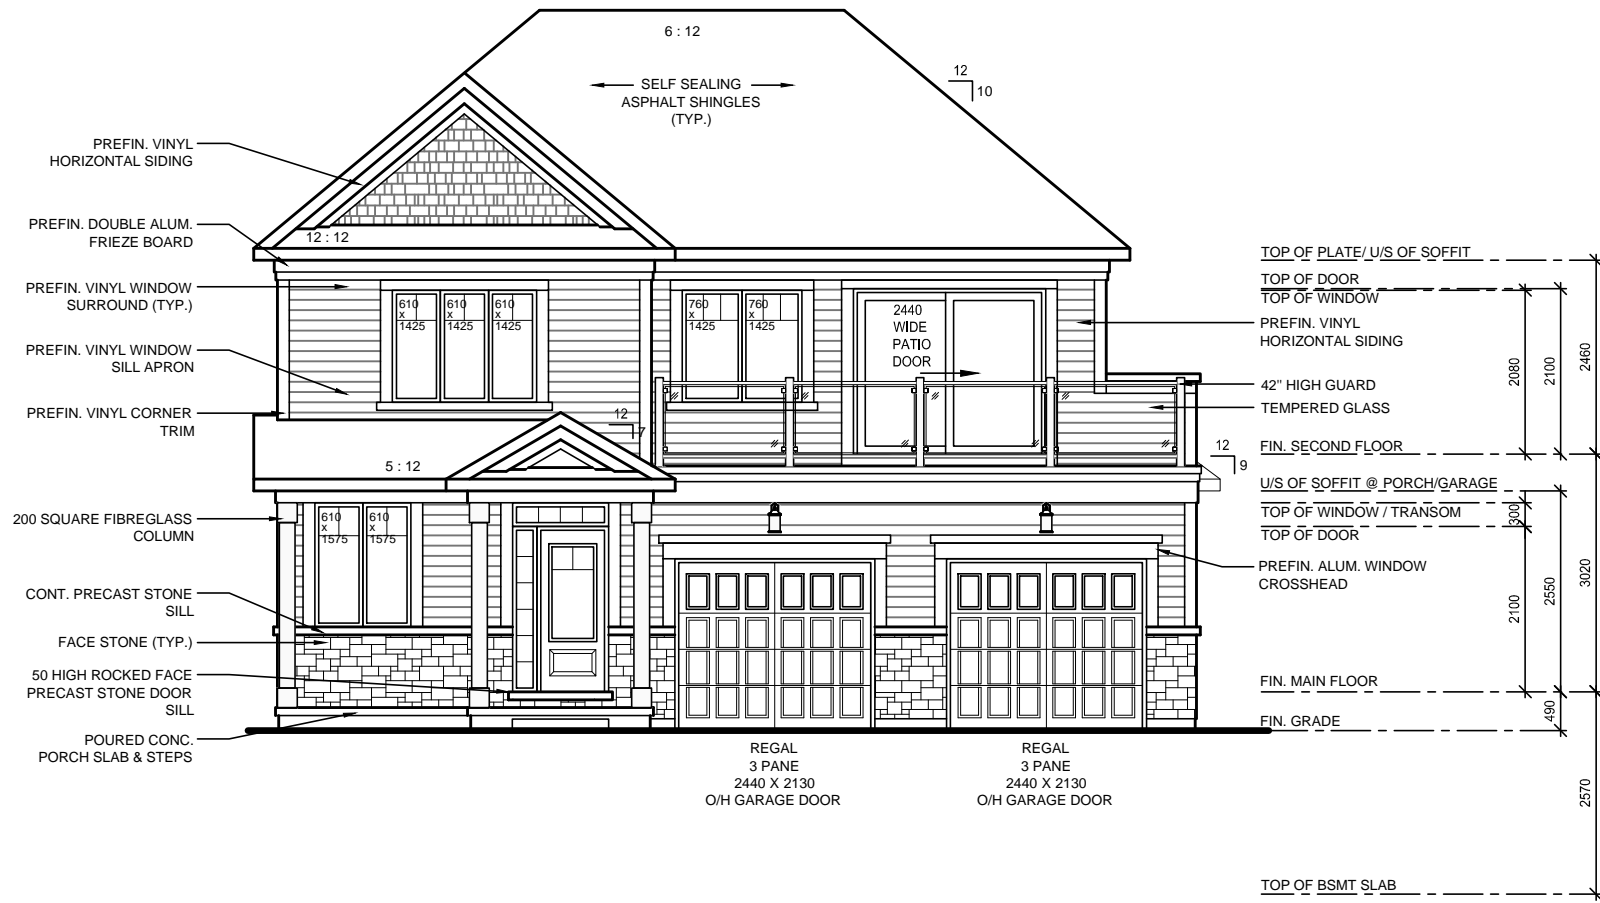 6 : 12
12
10
SELF SEALING
ASPHALT SHINGLES
(TYP.)
PREFIN. VINYL
HORIZONTAL SIDING
PREFIN. DOUBLE ALUM.
FRIEZE BOARD
12 : 12
PREFIN. VINYL WINDOW
SURROUND (TYP.)
PREFIN. VINYL WINDOW
SILL APRON
PREFIN. VINYL CORNER
TRIM
610
x
1425
610
x
1425
610
x
1425
760
x
1425
760
x
1425
2440
WIDE
PATIO
DOOR
12
7
5 : 12
12
9
200 SQUARE FIBREGLASS
COLUMN
CONT. PRECAST STONE
SILL
FACE STONE (TYP.)
50 HIGH ROCKED FACE
PRECAST STONE DOOR
SILL
POURED CONC.
PORCH SLAB & STEPS
610
x
1575
610
x
1575
REGAL
3 PANE
2440 X 2130
O/H GARAGE DOOR
REGAL
3 PANE
2440 X 2130
O/H GARAGE DOOR
TOP OF PLATE/ U/S OF SOFFIT
TOP OF DOOR
TOP OF WINDOW
PREFIN. VINYL
HORIZONTAL SIDING
42" HIGH GUARD
TEMPERED GLASS
FIN. SECOND FLOOR
U/S OF SOFFIT @ PORCH/GARAGE
TOP OF WINDOW / TRANSOM
TOP OF DOOR
PREFIN. ALUM. WINDOW
CROSSHEAD
FIN. MAIN FLOOR
FIN. GRADE
TOP OF BSMT SLAB
2080
2100
2460
300
2100
2550
3020
490
2570